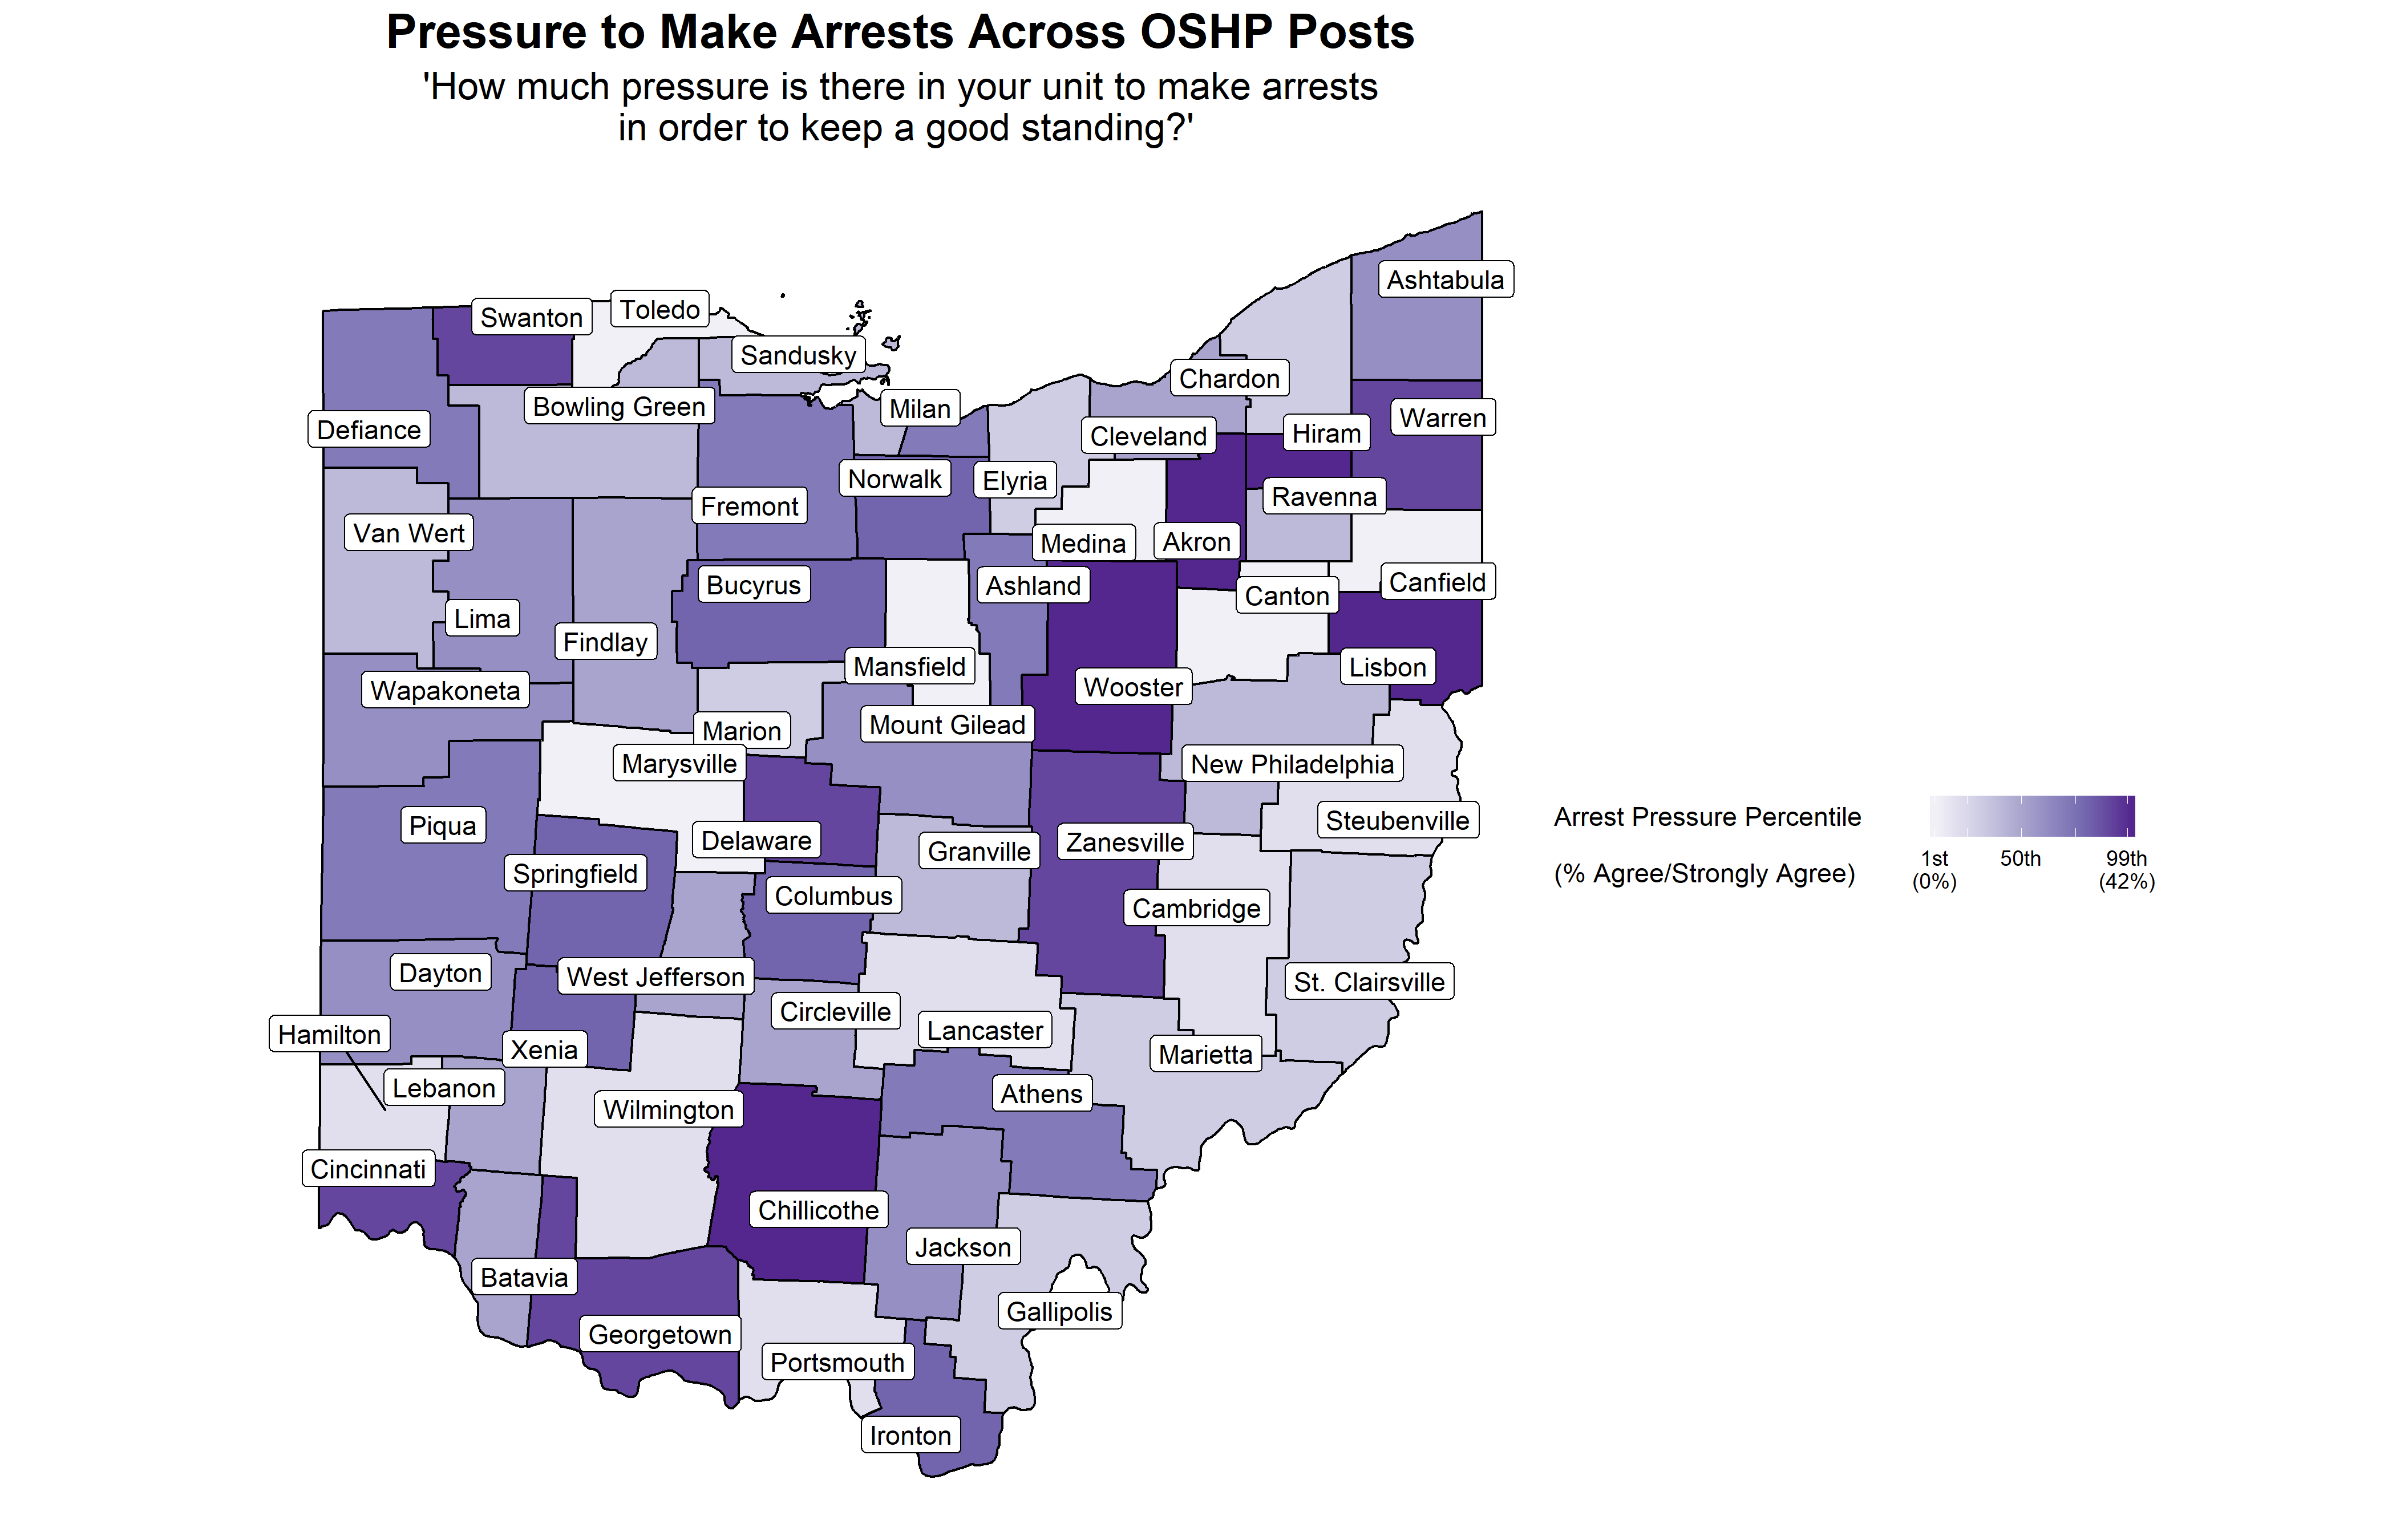 Pressure to Make Arrests Across OSHP Posts
'How much pressure is there in your unit to make arrests
in order to keep a good standing?'
Ashtabula
Swanton
Toledo
Sandusky
Chardon
Bowling Green
Milan
Defiance
Cleveland
Hiram
Warren
Norwalk
Elyria
Ravenna
Fremont
Van Wert
Medina
Akron
Bucyrus
Ashland
Canton
Canfield
Lima
Findlay
Mansfield
Lisbon
Wapakoneta
Wooster
Marion
Mount Gilead
Marysville
New Philadelphia
Piqua
Delaware
Granville
Zanesville
Steubenville
Springfield
Columbus
Cambridge
Dayton
West Jefferson
St. Clairsville
Circleville
Hamilton
Lancaster
Xenia
Marietta
Lebanon
Athens
Wilmington
Cincinnati
Chillicothe
Jackson
Batavia
Gallipolis
Georgetown
Portsmouth
Ironton
Arrest Pressure Percentile
(% Agree/Strongly Agree)
1st
(0%)
50th
99th
(42%)